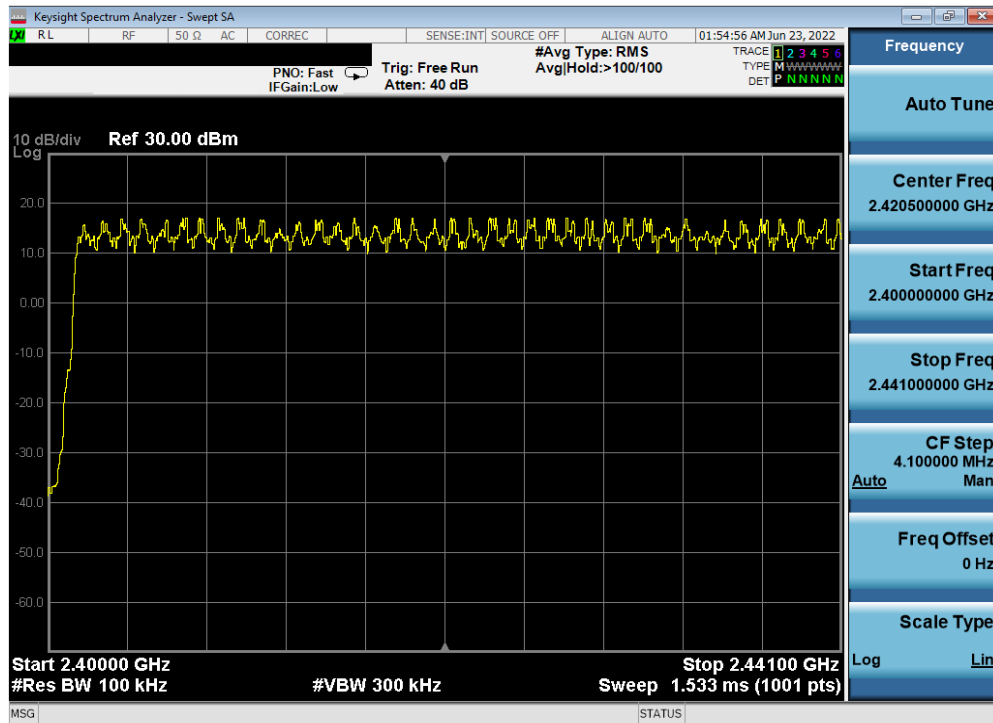 Keysight Spectrum Analyzer - Swept SA
LXI RL RF 50 Ω AC CORREC SENSE:INT SOURCE OFF ALIGN AUTO 01:54:56 AM Jun 23, 2022
PNO: Fast
IFGain:Low
Trig: Free Run
Atten: 40 dB
#Avg Type: RMS
Avg|Hold:>100/100
TRACE 1 2 3 4 5 6
TYPE M WWWWW
DET P N N N N N
10 dB/div
Log
Ref 30.00 dBm
20.0
10.0
0.00
-10.0
-20.0
-30.0
-40.0
-50.0
-60.0
Start 2.40000 GHz
Stop 2.44100 GHz
#Res BW 100 kHz
#VBW 300 kHz
Sweep 1.533 ms (1001 pts)
MSG
STATUS
Frequency
Auto Tune
Center Freq
2.420500000 GHz
Start Freq
2.400000000 GHz
Stop Freq
2.441000000 GHz
CF Step
4.100000 MHz
Auto Man
Freq Offset
0 Hz
Scale Type
Log Lin